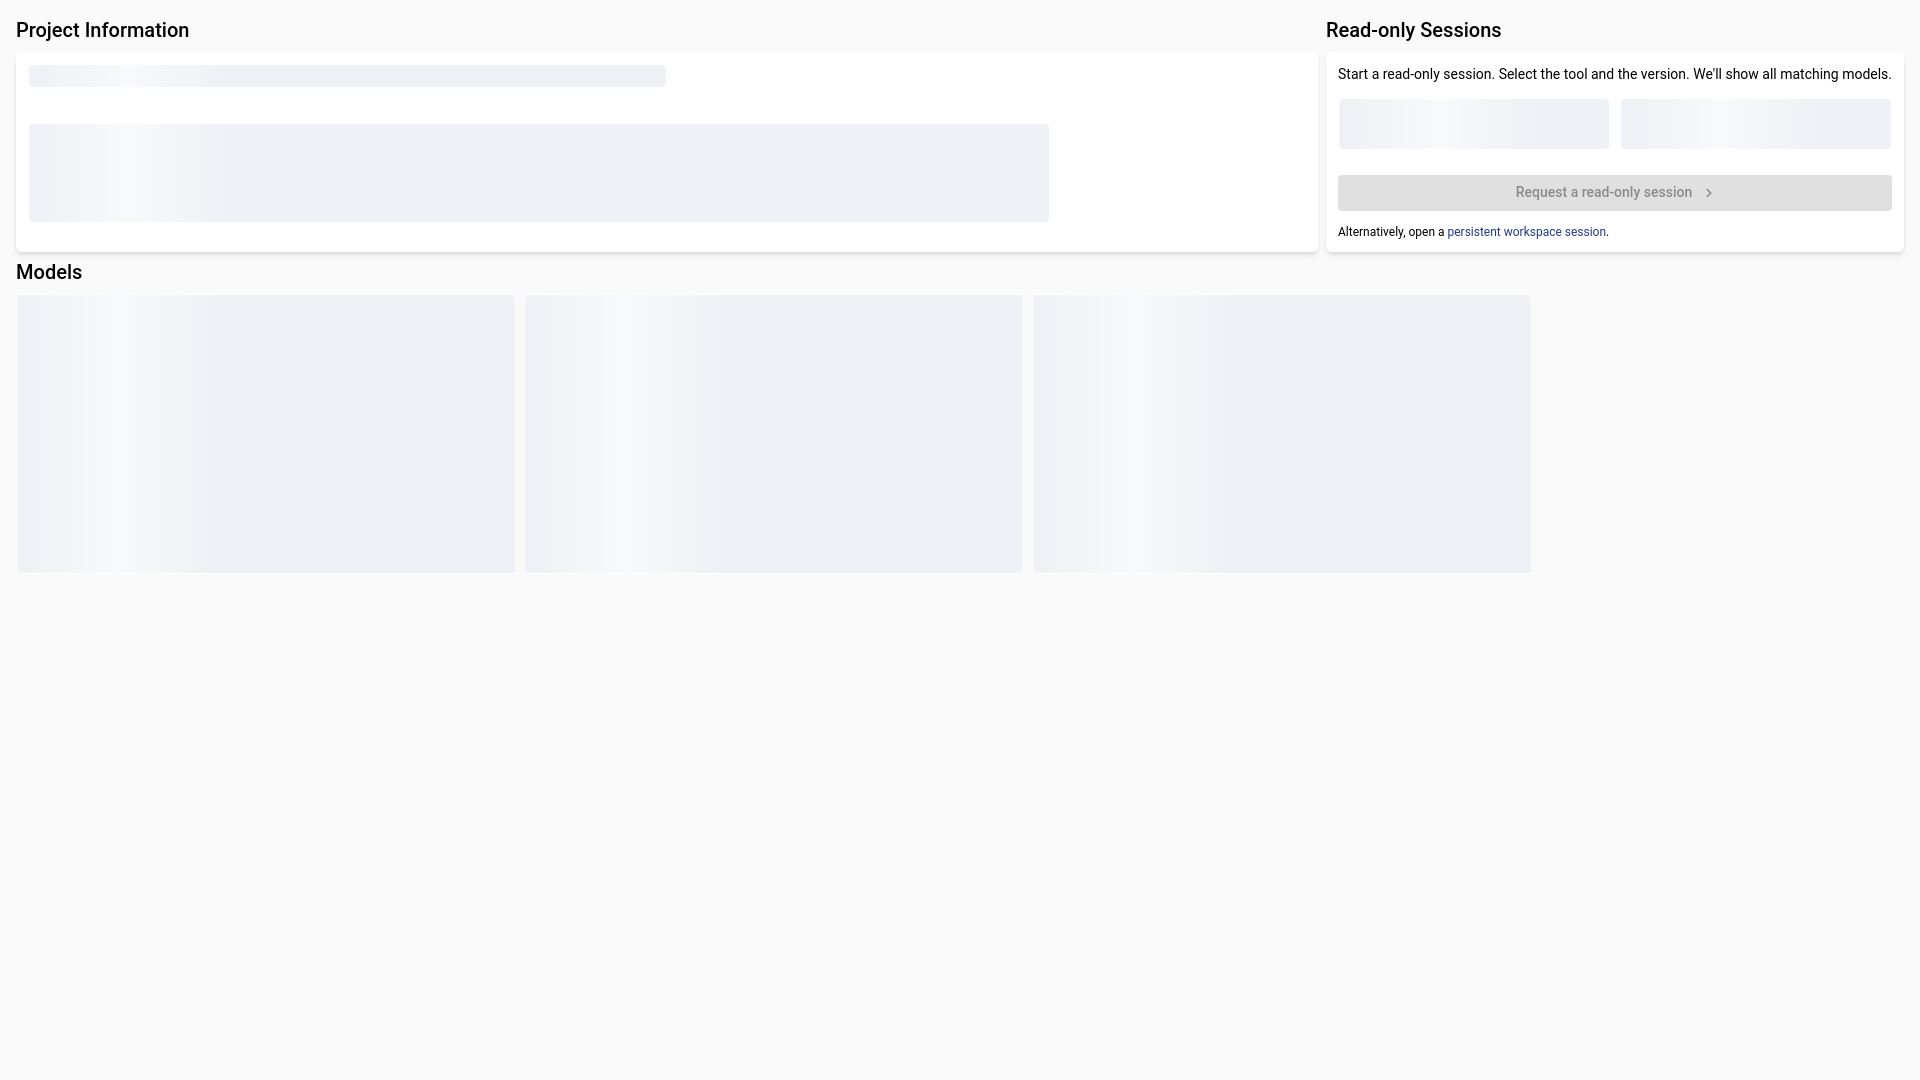 Project Information
Read-only Sessions
Start a read-only session. Select the tool and the version. We'll show all matching models.
Request a read-only session
Alternatively, open a persistent workspace session.
Models